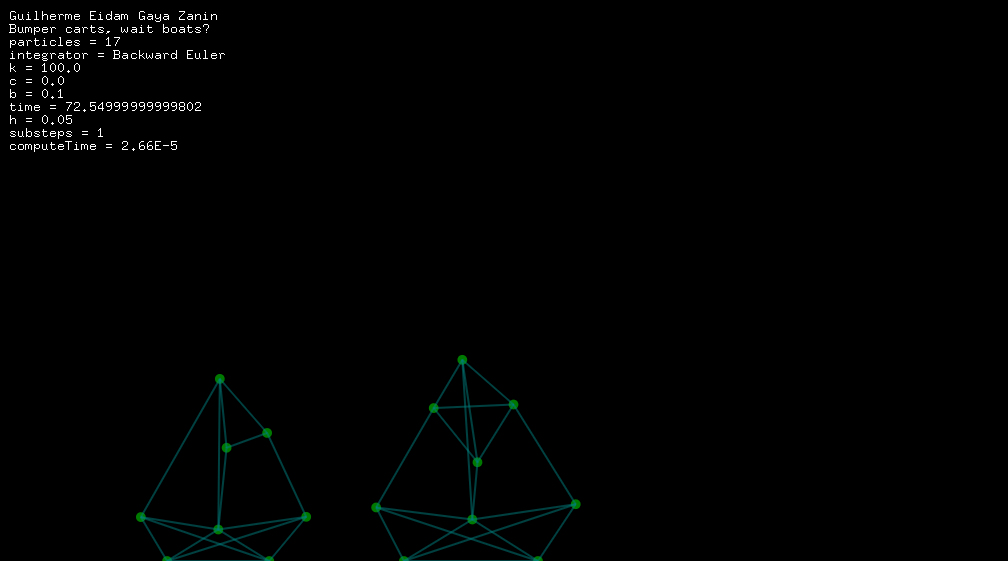 Guilherme Eidam Gaya Zanin
Bumper carts, wait boats?
particles = 17
integrator = Backward Euler
k = 100.0
c = 0.0
b = 0.1
time = 72.54999999999802
h = 0.05
substeps = 1
computeTime = 2.66E-5